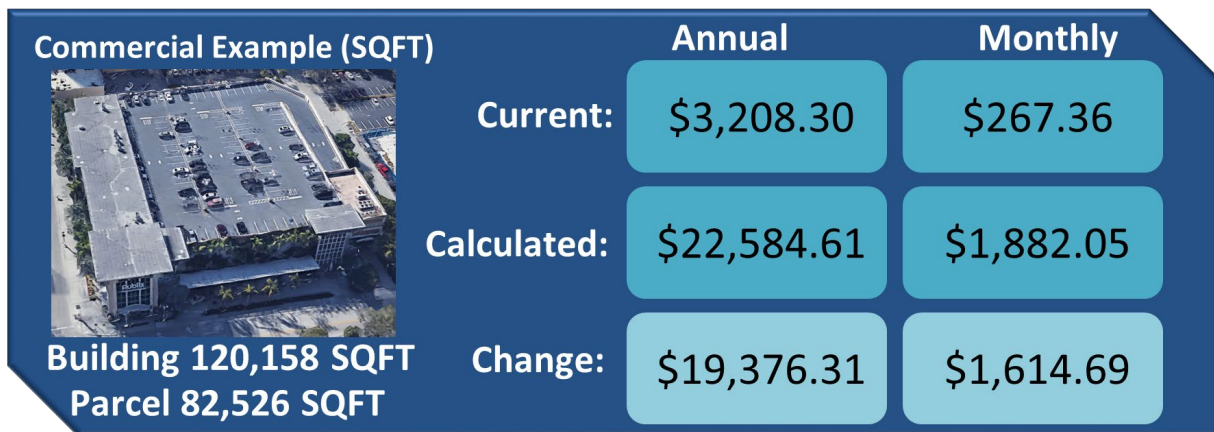 Commercial Example (SQFT)
Annual Monthly
Current: $3,208.30 $267.36
Calculated: $22,584.61 $1,882.05
Change: $19,376.31 $1,614.69
Publix
Building 120,158 SQFT
Parcel 82,526 SQFT